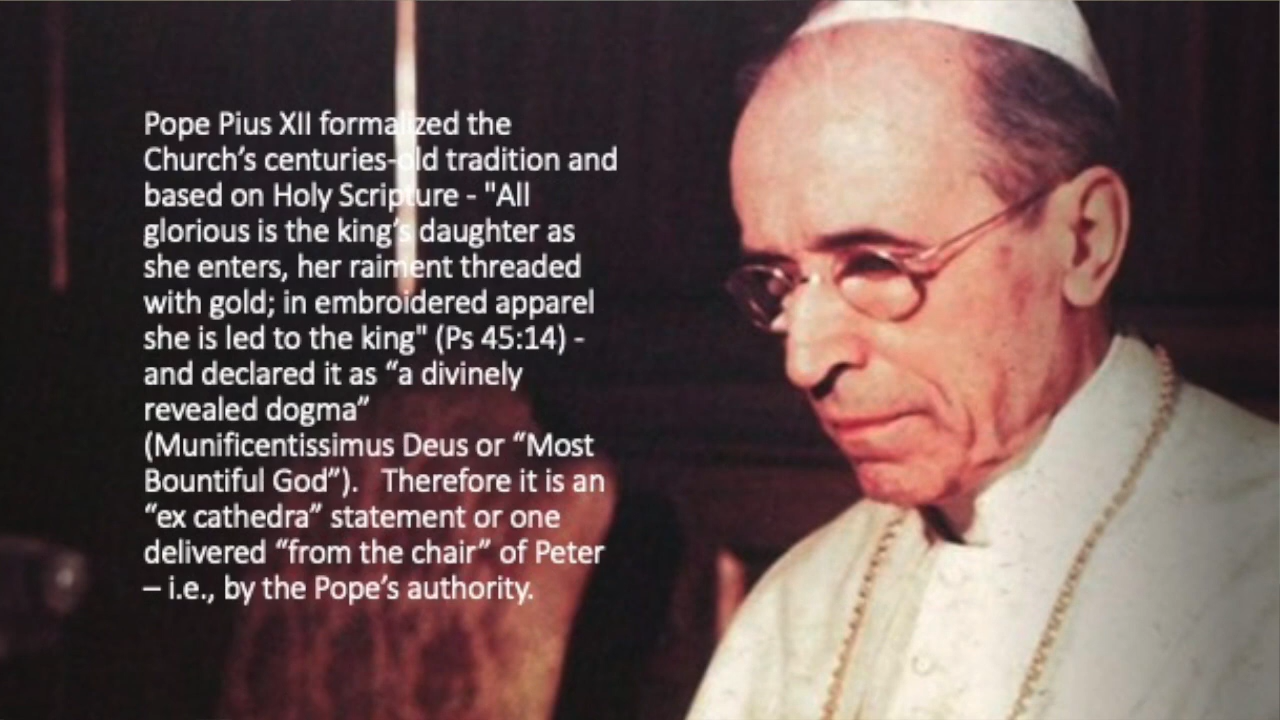 Pope Pius XII formalized the
Church’s centuries-old tradition and
based on Holy Scripture - "All
glorious is the king’s daughter as
she enters, her raiment threaded
with gold; in embroidered apparel
she is led to the king" (Ps 45:14) -
and declared it as “a divinely
revealed dogma”
(Munificentissimus Deus or “Most
Bountiful God”).   Therefore it is an
“ex cathedra” statement or one
delivered “from the chair” of Peter
– i.e., by the Pope’s authority.